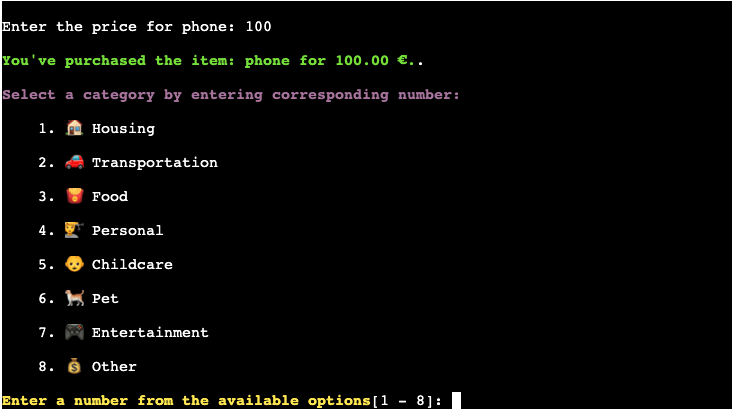 Enter the price for phone: 100
You've purchased the item: phone for 100.00 €..
Select a category by entering corresponding number:
1. 🏠 Housing
2. 🚗 Transportation
3. 🍟 Food
4. 💇 Personal
5. 👶 Childcare
6. 🐕 Pet
7. 🎮 Entertainment
8. 💰 Other
Enter a number from the available options[1 - 8]: